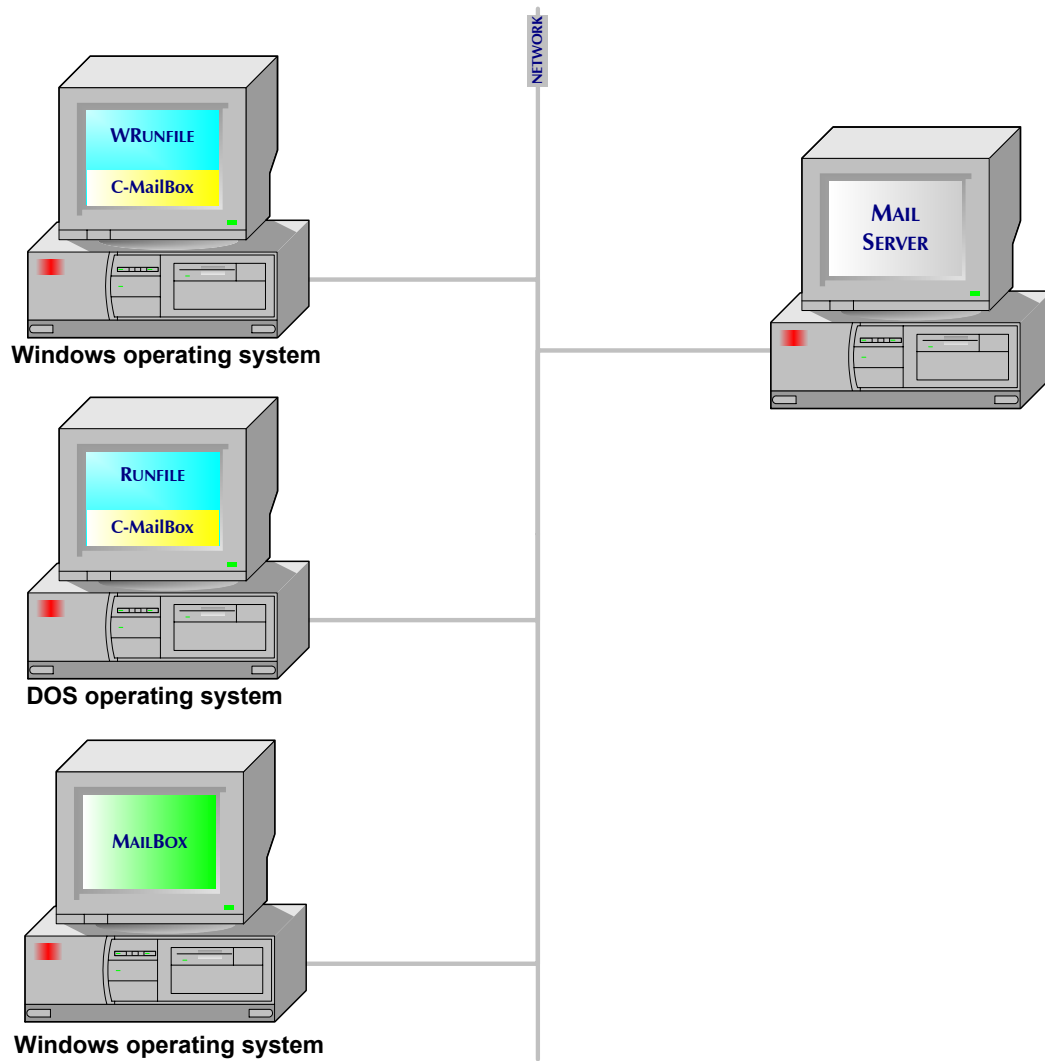 NETWORK
WRUNFILE
C-MailBox
Windows operating system
MAIL
SERVER
RUNFILE
C-MailBox
DOS operating system
MAILBOX
Windows operating system